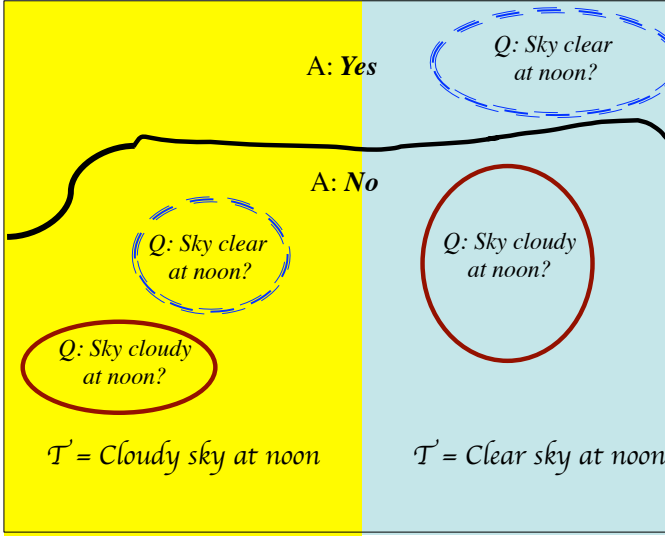 A: Yes
Q: Sky clear
at noon?
A: No
Q: Sky clear
at noon?
Q: Sky cloudy
at noon?
Q: Sky cloudy
at noon?
T = Cloudy sky at noon
T = Clear sky at noon